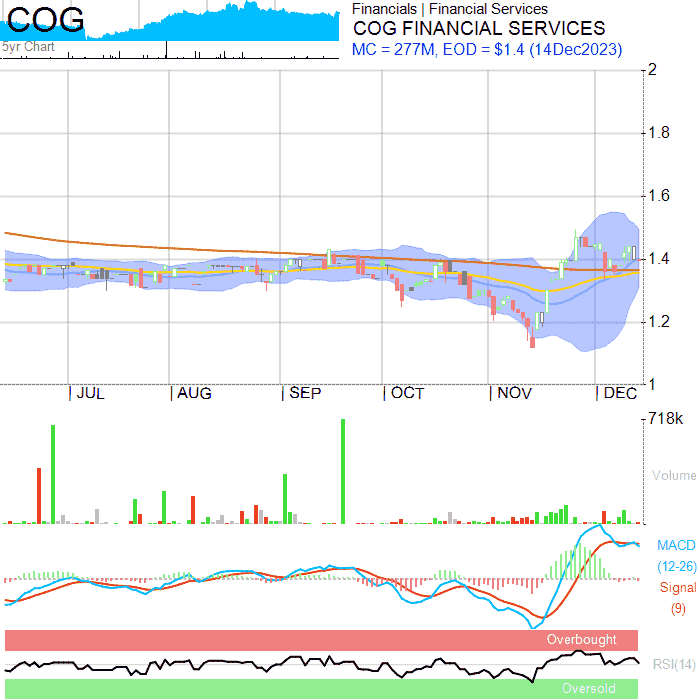 COG
5yr Chart
Financials | Financial Services
COG FINANCIAL SERVICES
MC = 277M, EOD = $1.4 (14Dec2023)
2
1.8
1.6
1.4
1.2
1
| JUL | AUG | SEP | OCT | NOV | DEC
718k
Volume
MACD
(12-26)
Signal
(9)
Overbought
RSI(14)
Oversold